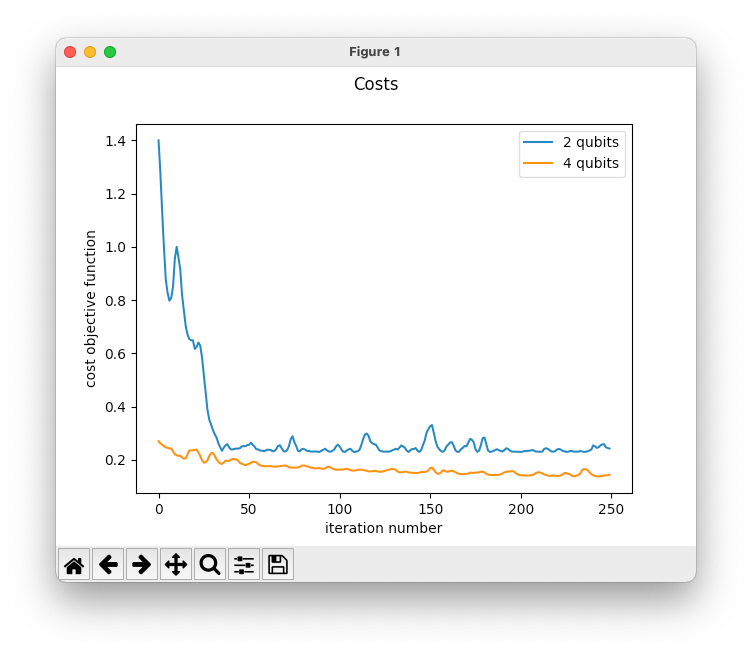 Figure 1
Costs
2 qubits
4 qubits
cost objective function
1.4
1.2
1.0
0.8
0.6
0.4
0.2
0 50 100 150 200 250
iteration number